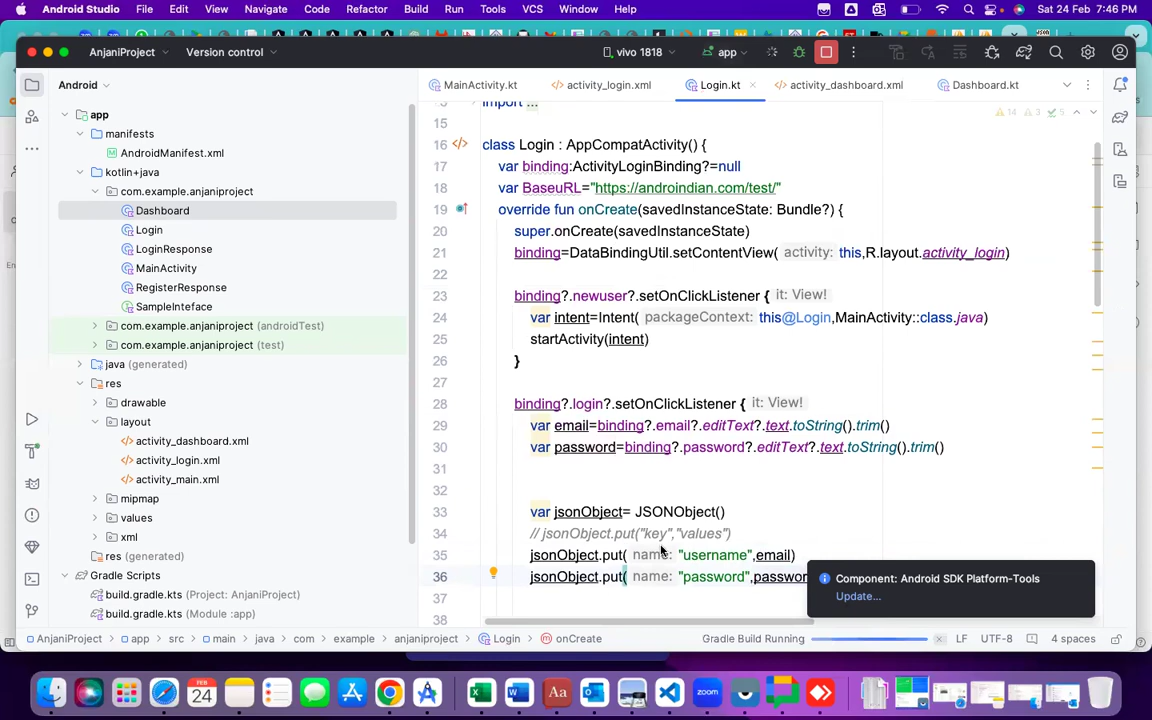 Android Studio File Edit View Navigate Code Refactor Build Run Tools VCS Window Help Sat 24 Feb 7:46 PM
AnjaniProject Version control vivo 1818 app
Android MainActivity.kt activity_login.xml Login.kt activity_dashboard.xml Dashboard.kt
app
manifests
AndroidManifest.xml
kotlin+java
com.example.anjaniproject
Dashboard
Login
LoginResponse
MainActivity
RegisterResponse
SampleInteface
com.example.anjaniproject (androidTest)
com.example.anjaniproject (test)
java (generated)
res
drawable
layout
activity_dashboard.xml
activity_login.xml
activity_main.xml
mipmap
values
xml
res (generated)
Gradle Scripts
build.gradle.kts (Project: AnjaniProject)
build.gradle.kts (Module :app)
import ...
14 3 5
15
16 class Login : AppCompatActivity() {
17 var binding:ActivityLoginBinding?=null
18 var BaseuRL="https://androindian.com/test/"
19 override fun onCreate(savedInstanceState: Bundle?) {
20 super.onCreate(savedInstanceState)
21 binding=DataBindingUtil.setContentView( activity: this,R.layout.activity_login)
22
23 binding?.newuser?.setOnClickListener { it: View!
24 var intent=Intent( packageContext: this@Login,MainActivity::class.java)
25 startActivity(intent)
26 }
27
28 binding?.login?.setOnClickListener { it: View!
29 var email=binding?.email?.editText?.text.toString().trim()
30 var password=binding?.password?.editText?.text.toString().trim()
31
32
33 var jsonObject= JSONObject()
34 // jsonObject.put("key","values")
35 jsonObject.put( name: "username",email)
36 jsonObject.put( name: "password",passwor
37
38
Component: Android SDK Platform-Tools
Update...
AnjaniProject app src main java com example anjaniproject Login onCreate Gradle Build Running LF UTF-8 4 spaces
FEB
24
Aa
zoom